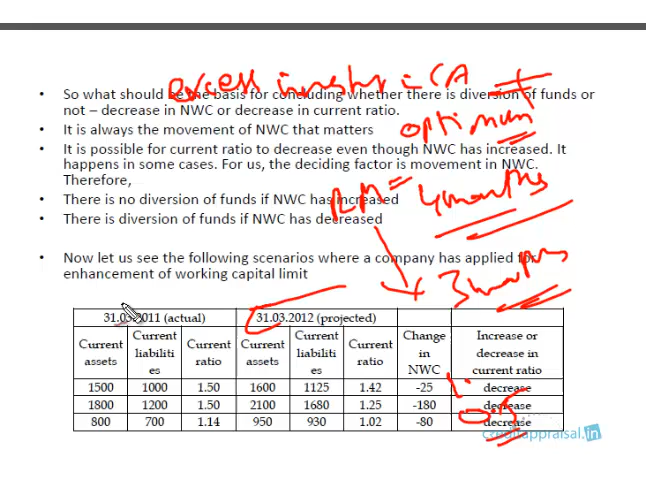 excess invest in CA
• So what should be the basis for concluding whether there is diversion of funds or
not – decrease in NWC or decrease in current ratio.
• It is always the movement of NWC that matters
optimum
• It is possible for current ratio to decrease even though NWC has increased. It
happens in some cases. For us, the deciding factor is movement in NWC.
Therefore,
RM = 4 months
• There is no diversion of funds if NWC has increased
• There is diversion of funds if NWC has decreased
• Now let us see the following scenarios where a company has applied for
enhancement of working capital limit
3 months
31.03.2011 (actual) 31.03.2012 (projected)
Current assets Current liabilities Current ratio Current assets Current liabilities Current ratio Change in NWC Increase or decrease in current ratio
1500 1000 1.50 1600 1125 1.42 -25 decrease
1800 1200 1.50 2100 1680 1.25 -180 decrease
800 700 1.14 950 930 1.02 -80 decrease
0.5
creditappraisal.in